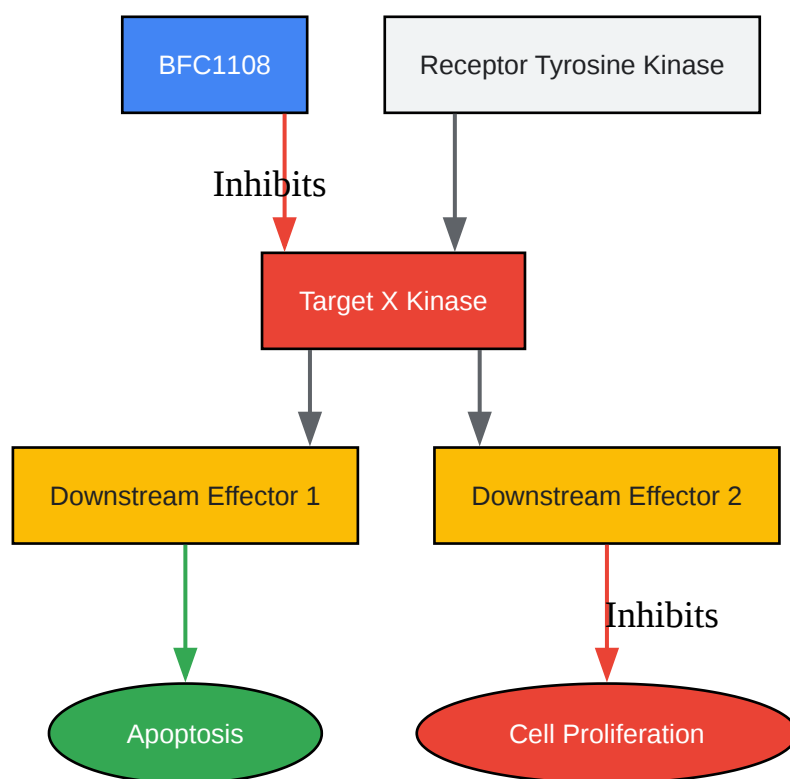 BFC1108
Receptor Tyrosine Kinase
Inhibits
Target X Kinase
Downstream Effector 1
Downstream Effector 2
Inhibits
Apoptosis
Cell Proliferation